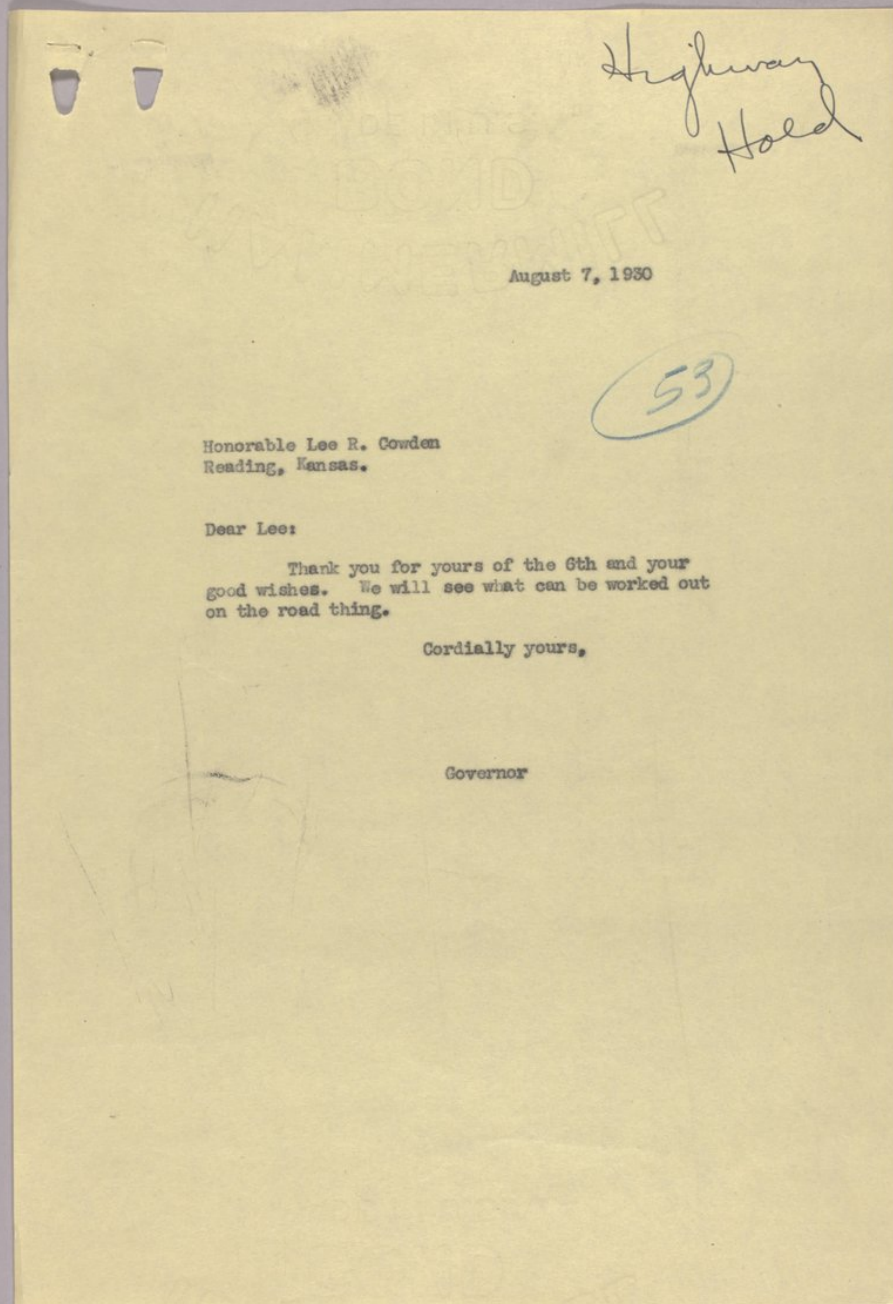 Highway
Hold
August 7, 1930
53
Honorable Lee R. Cowden
Reading, Kansas.
Dear Lee:
Thank you for yours of the 6th and your
good wishes. We will see what can be worked out
on the road thing.
Cordially yours,
Governor